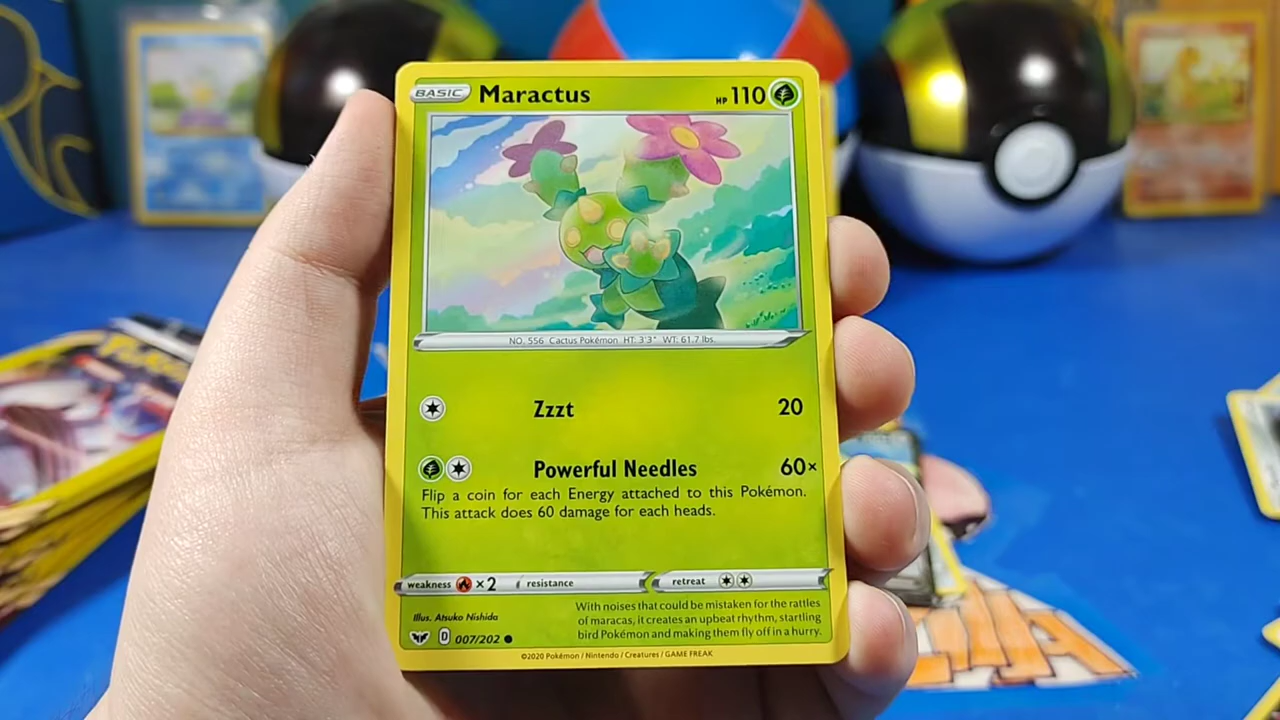 BASIC Maractus HP 110
NO. 556 Cactus Pokémon HT: 3'3" WT: 61.7 lbs.
Zzzt 20
Powerful Needles 60×
Flip a coin for each Energy attached to this Pokémon.
This attack does 60 damage for each heads.
weakness ×2 resistance retreat
Illus. Atsuko Nishida
With noises that could be mistaken for the rattles
of maracas, it creates an upbeat rhythm, startling
bird Pokémon and making them fly off in a hurry.
D 007/202
©2020 Pokémon / Nintendo / Creatures / GAME FREAK